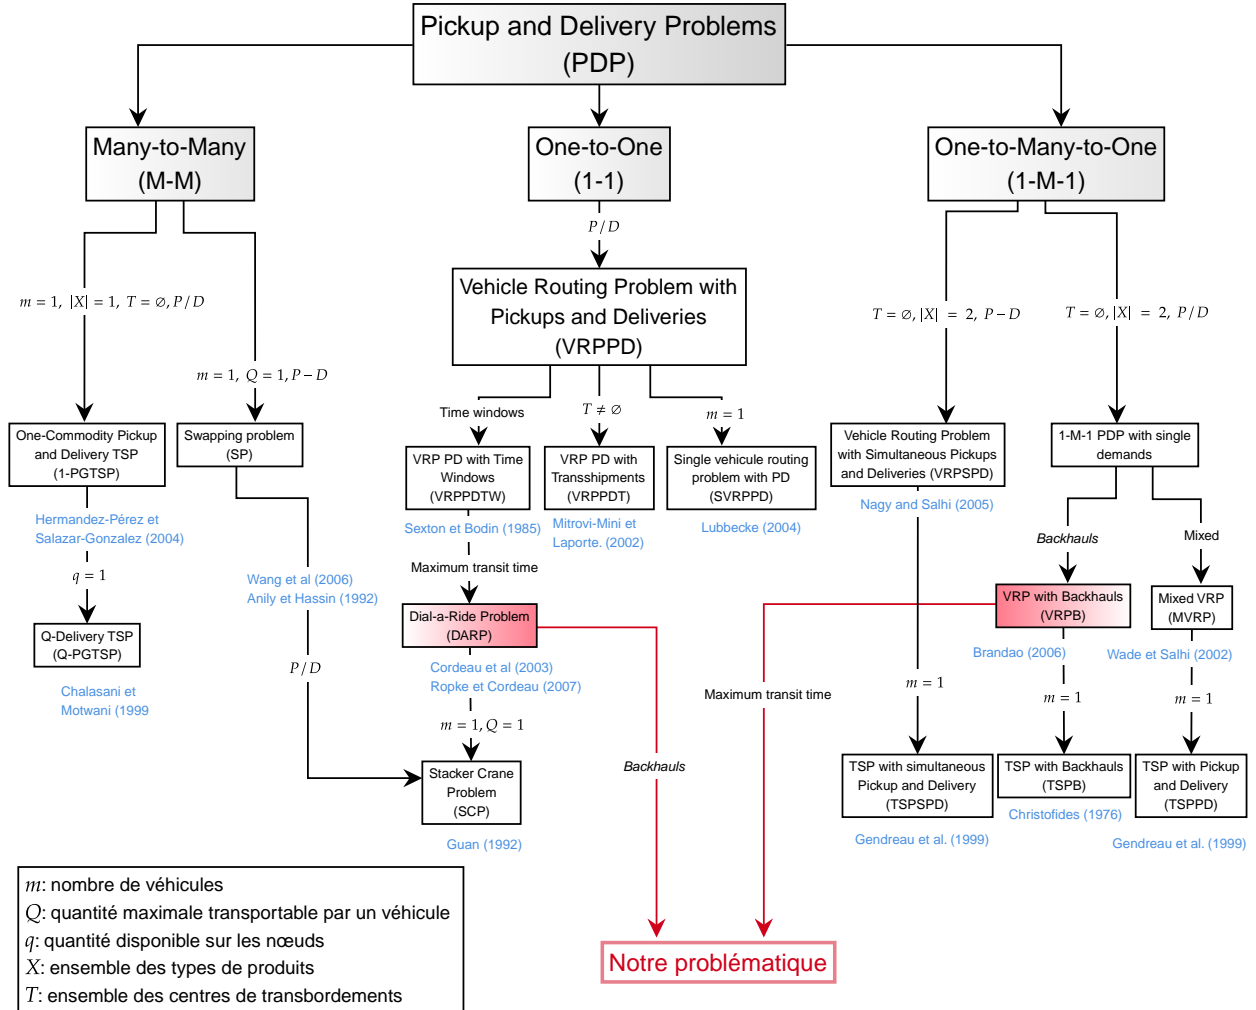 Pickup and Delivery Problems
(PDP)
Many-to-Many
(M-M)
One-to-One
(1-1)
One-to-Many-to-One
(1-M-1)
P/D
m = 1, |X| = 1, T = ∅, P/D
m = 1, Q = 1, P−D
Vehicle Routing Problem with
Pickups and Deliveries
(VRPPD)
T = ∅, |X| = 2, P−D
T = ∅, |X| = 2, P/D
Time windows
T ≠ ∅
m = 1
One-Commodity Pickup
and Delivery TSP
(1-PGTSP)
Swapping problem
(SP)
VRP PD with Time
Windows
(VRPPDTW)
VRP PD with
Transshipments
(VRPPDT)
Single vehicule routing
problem with PD
(SVRPPD)
Vehicle Routing Problem
with Simultaneous Pickups
and Deliveries (VRPSPD)
1-M-1 PDP with single
demands
Hermandez-Pérez et
Salazar-Gonzalez (2004)
Sexton et Bodin (1985)
Mitrovi-Mini et
Laporte. (2002)
Lubbecke (2004)
Nagy and Salhi (2005)
Backhauls
Mixed
q = 1
Wang et al (2006)
Anily et Hassin (1992)
Maximum transit time
Dial-a-Ride Problem
(DARP)
VRP with Backhauls
(VRPB)
Mixed VRP
(MVRP)
Q-Delivery TSP
(Q-PGTSP)
Chalasani et
Motwani (1999
P/D
Cordeau et al (2003)
Ropke et Cordeau (2007)
Brandao (2006)
Wade et Salhi (2002)
m = 1, Q = 1
Maximum transit time
m = 1
m = 1
m = 1
Backhauls
Stacker Crane
Problem
(SCP)
Guan (1992)
TSP with simultaneous
Pickup and Delivery
(TSPSPD)
TSP with Backhauls
(TSPB)
TSP with Pickup
and Delivery
(TSPPD)
Gendreau et al. (1999)
Christofides (1976)
Gendreau et al. (1999)
m: nombre de véhicules
Q: quantité maximale transportable par un véhicule
q: quantité disponible sur les nœuds
X: ensemble des types de produits
T: ensemble des centres de transbordements
Notre problématique